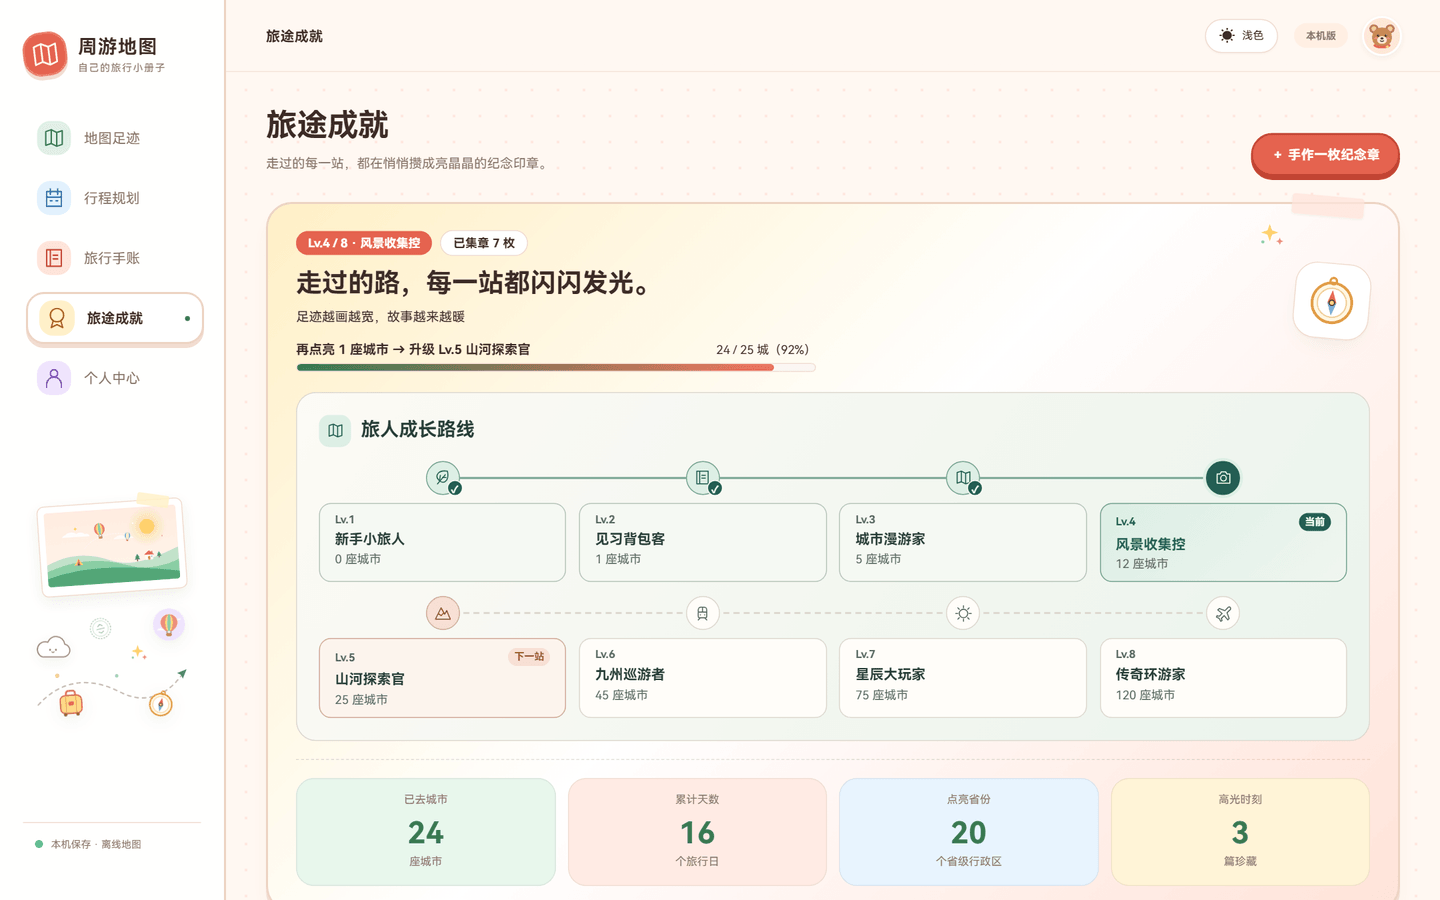 周游地图
自己的旅行小册子
地图足迹
行程规划
旅行手账
旅途成就
个人中心
本机保存 · 离线地图
旅途成就
浅色
本机版
旅途成就
走过的每一站，都在悄悄攒成亮晶晶的纪念印章。
+ 手作一枚纪念章
Lv.4 / 8 · 风景收集控
已集章 7 枚
走过的路，每一站都闪闪发光。
足迹越画越宽，故事越来越暖
再点亮 1 座城市 → 升级 Lv.5 山河探索官
24 / 25 城（92%）
旅人成长路线
Lv.1
新手小旅人
0 座城市
Lv.2
见习背包客
1 座城市
Lv.3
城市漫游家
5 座城市
Lv.4
当前
风景收集控
12 座城市
Lv.5
下一站
山河探索官
25 座城市
Lv.6
九州巡游者
45 座城市
Lv.7
星辰大玩家
75 座城市
Lv.8
传奇环游家
120 座城市
已去城市
24
座城市
累计天数
16
个旅行日
点亮省份
20
个省级行政区
高光时刻
3
篇珍藏